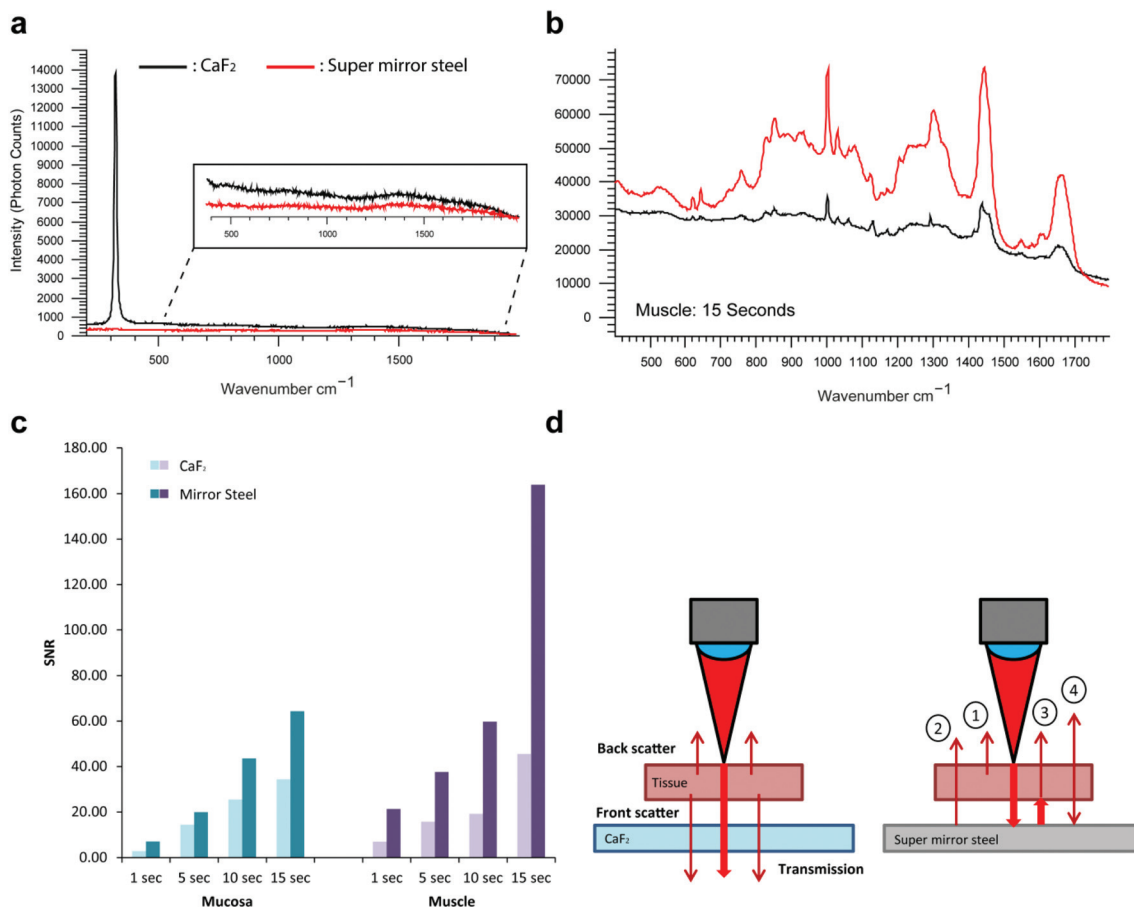 a
: CaF₂
: Super mirror steel
Intensity (Photon Counts)
14000
13000
12000
11000
10000
9000
8000
7000
6000
5000
4000
3000
2000
1000
0
500
1000
1500
500
1000
1500
Wavenumber cm⁻¹
b
70000
60000
50000
40000
30000
20000
10000
0
Muscle: 15 Seconds
500 600 700 800 900 1000 1100 1200 1300 1400 1500 1600 1700
Wavenumber cm⁻¹
c
CaF₂
Mirror Steel
SNR
180.00
160.00
140.00
120.00
100.00
80.00
60.00
40.00
20.00
0.00
1 sec 5 sec 10 sec 15 sec
1 sec 5 sec 10 sec 15 sec
Mucosa
Muscle
d
Back scatter
Tissue
Front scatter
CaF₂
Transmission
2
1
3
4
Super mirror steel